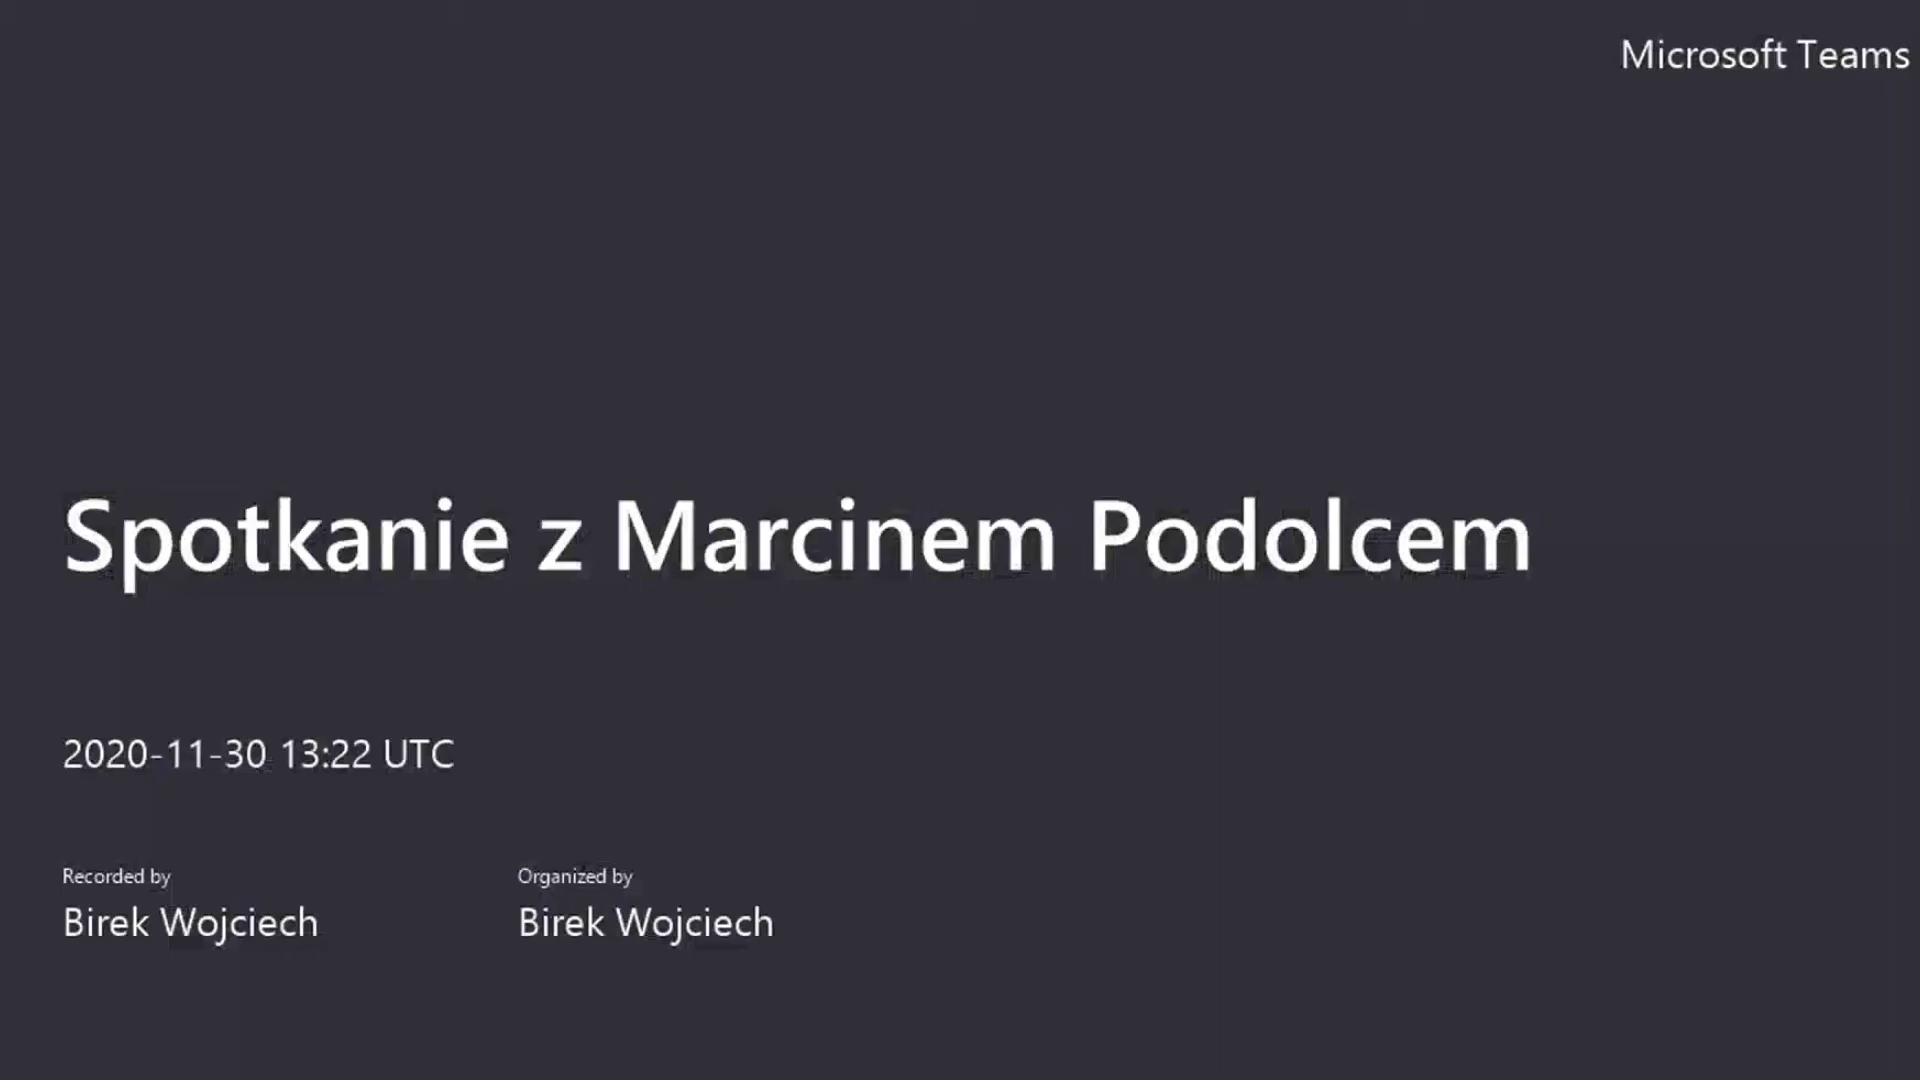 Microsoft Teams
Spotkanie z Marcinem Podolcem
2020-11-30 13:22 UTC
Recorded by
Birek Wojciech
Organized by
Birek Wojciech